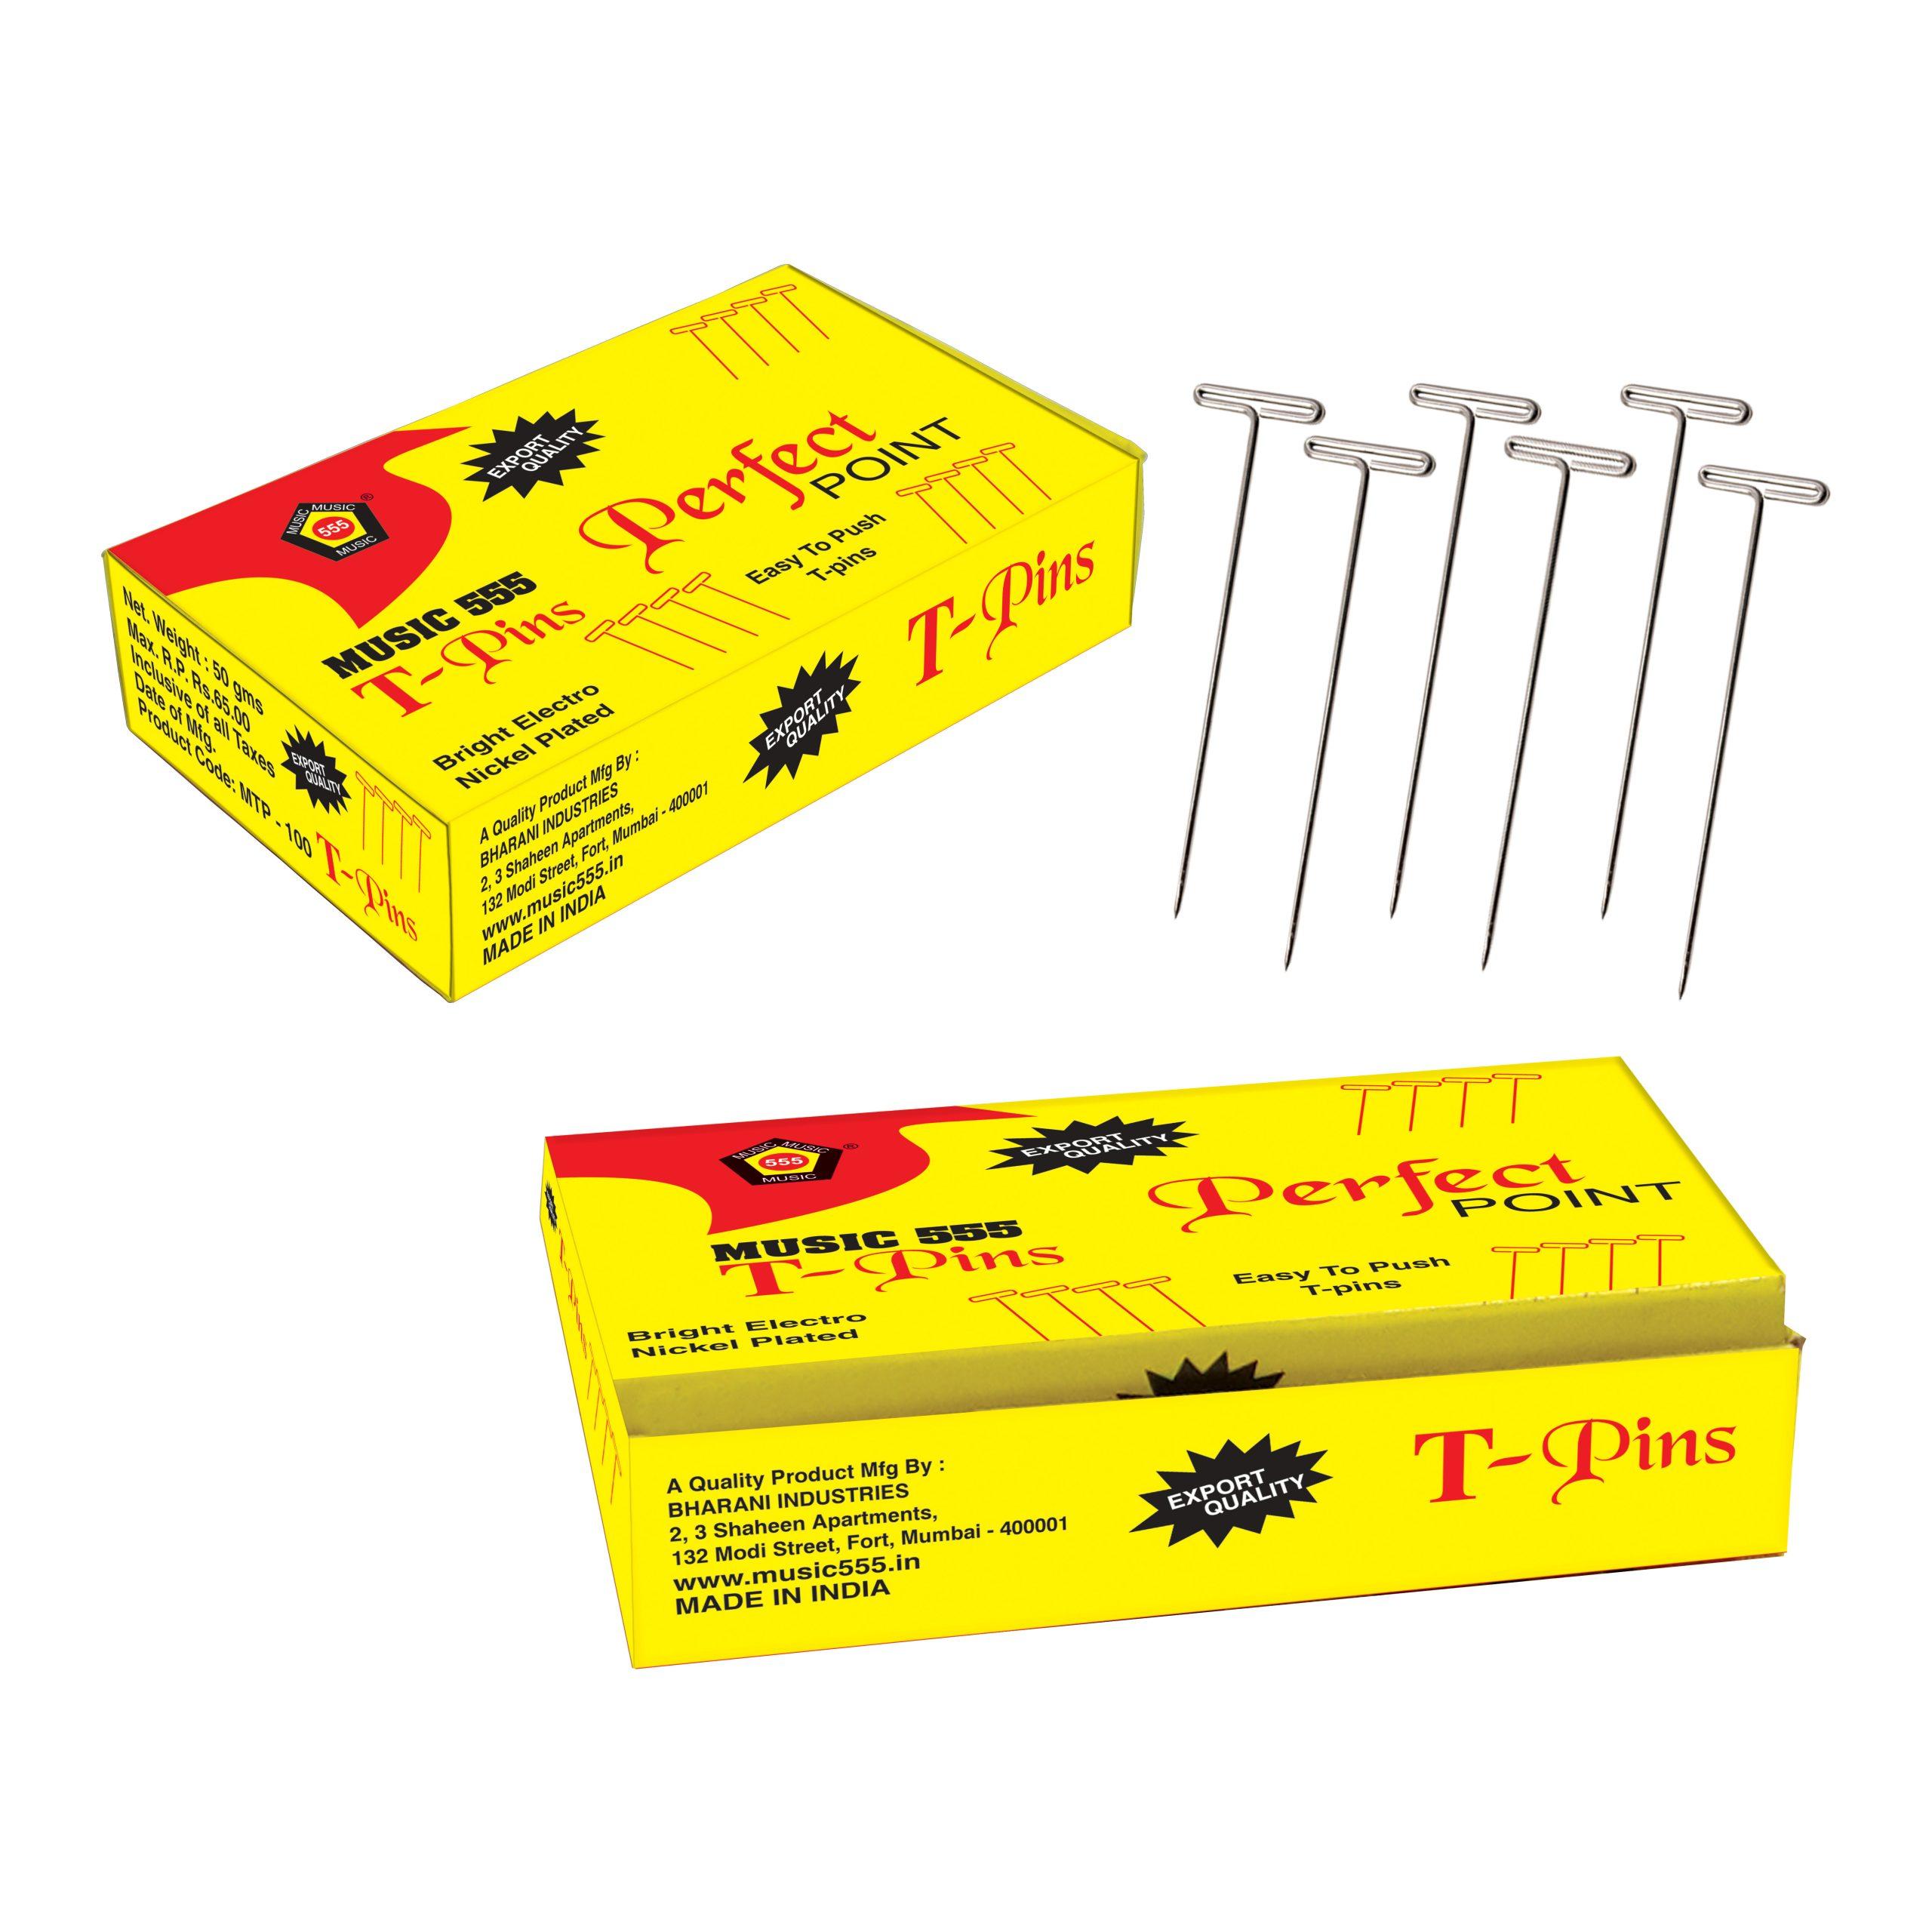 MUSIC MUSIC
555
MUSIC
®
EXPORT
QUALITY
Perfect
POINT
MUSIC 555
T-Pins
Easy To Push
T-pins
Bright Electro
Nickel Plated
Net. Weight : 50 gms
Max. R.P. Rs.65.00
Inclusive of all Taxes
Date of Mfg.
Product Code: MTP - 100
EXPORT
QUALITY
T-Pins
A Quality Product Mfg By :
BHARANI INDUSTRIES
2, 3 Shaheen Apartments,
132 Modi Street, Fort, Mumbai - 400001
www.music555.in
MADE IN INDIA
EXPORT
QUALITY
T-Pins
MUSIC MUSIC
555
MUSIC
®
EXPORT
QUALITY
Perfect
POINT
MUSIC 555
T-Pins
Easy To Push
T-pins
Bright Electro
Nickel Plated
T-Pins
A Quality Product Mfg By :
BHARANI INDUSTRIES
2, 3 Shaheen Apartments,
132 Modi Street, Fort, Mumbai - 400001
www.music555.in
MADE IN INDIA
EXPORT
QUALITY
T-Pins